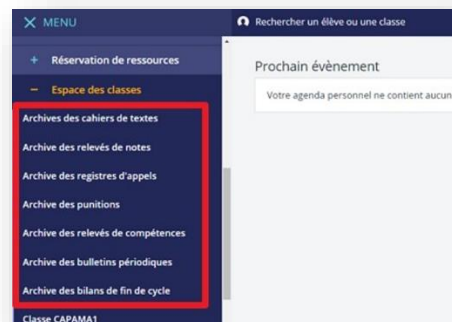 MENU
Rechercher un élève ou une classe
+ Réservation de ressources
− Espace des classes
Archives des cahiers de textes
Archive des relevés de notes
Archive des registres d'appels
Archive des punitions
Archive des relevés de compétences
Archive des bulletins périodiques
Archive des bilans de fin de cycle
Classe CAPAMA1
Prochain évènement
Votre agenda personnel ne contient aucun